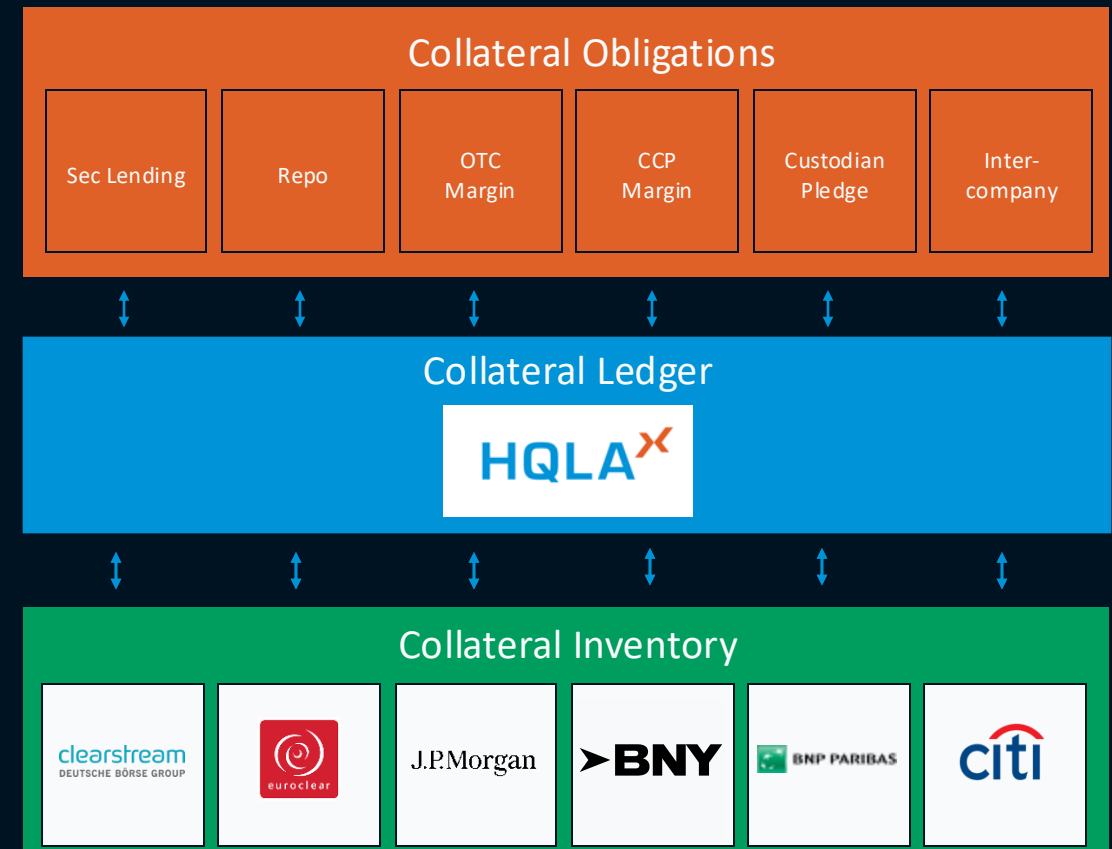 Collateral Obligations
Sec Lending
Repo
OTC
Margin
CCP
Margin
Custodian
Pledge
Inter-
company
Collateral Ledger
HQLAX
Collateral Inventory
clearstream
DEUTSCHE BÖRSE GROUP
euroclear
J.P.Morgan
BNY
BNP PARIBAS
citi